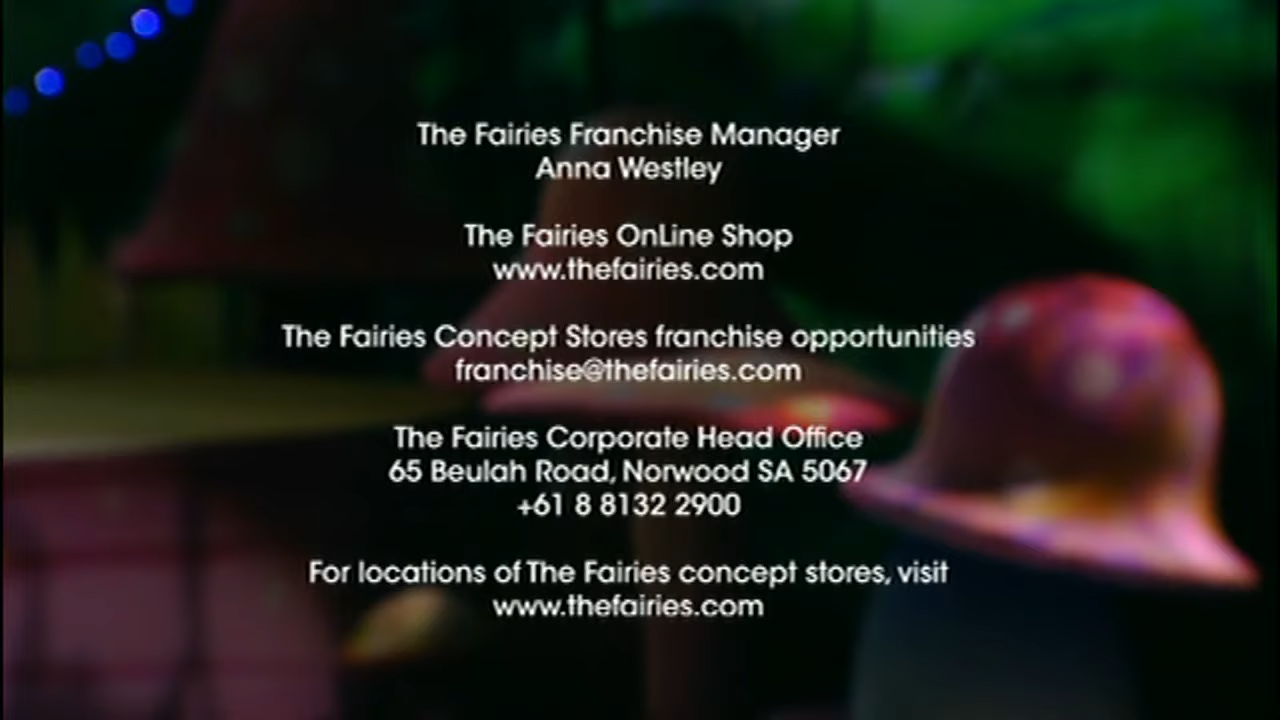 The Fairies Franchise Manager
Anna Westley
The Fairies OnLine Shop
www.thefairies.com
The Fairies Concept Stores franchise opportunities
franchise@thefairies.com
The Fairies Corporate Head Office
65 Beulah Road, Norwood SA 5067
+61 8 8132 2900
For locations of The Fairies concept stores, visit
www.thefairies.com